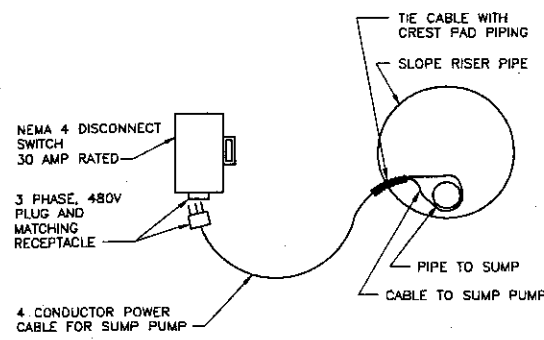 TIE CABLE WITH
CREST PAD PIPING
SLOPE RISER PIPE
NEMA 4 DISCONNECT
SWITCH
30 AMP RATED
3 PHASE, 480V
PLUG AND
MATCHING
RECEPTACLE
PIPE TO SUMP
CABLE TO SUMP PUMP
4 CONDUCTOR POWER
CABLE FOR SUMP PUMP